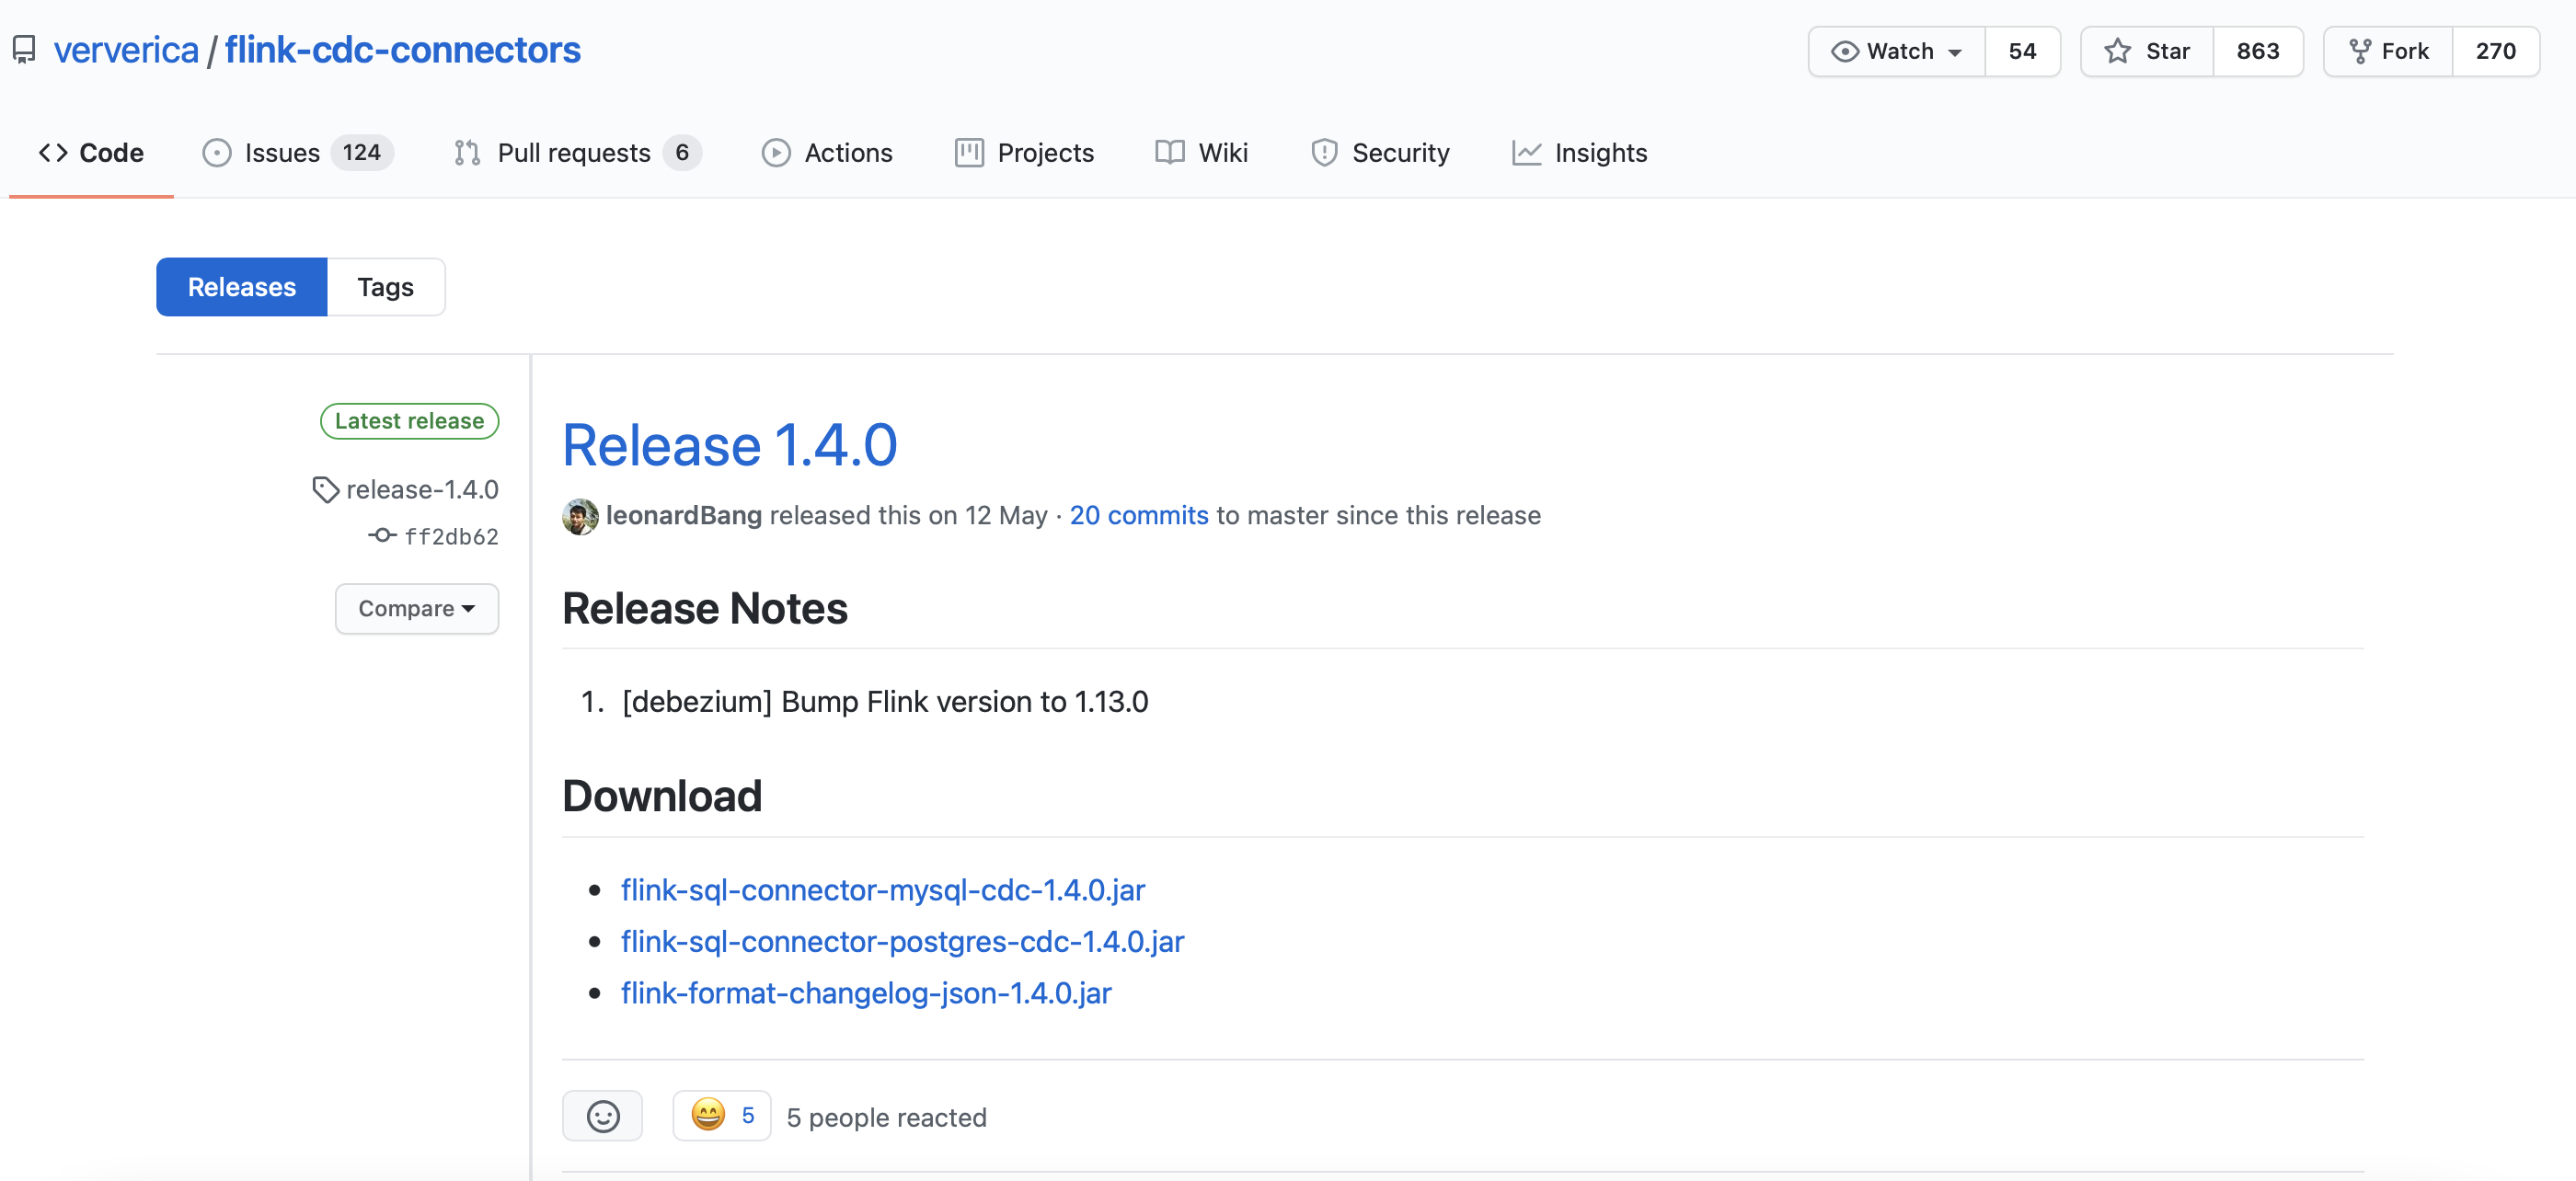 ververica / flink-cdc-connectors
Watch 54 Star 863 Fork 270
Code Issues 124 Pull requests 6 Actions Projects Wiki Security Insights
Releases Tags
Latest release
release-1.4.0
ff2db62
Compare
Release 1.4.0
leonardBang released this on 12 May · 20 commits to master since this release
Release Notes
1. [debezium] Bump Flink version to 1.13.0
Download
• flink-sql-connector-mysql-cdc-1.4.0.jar
• flink-sql-connector-postgres-cdc-1.4.0.jar
• flink-format-changelog-json-1.4.0.jar
😄 5 5 people reacted